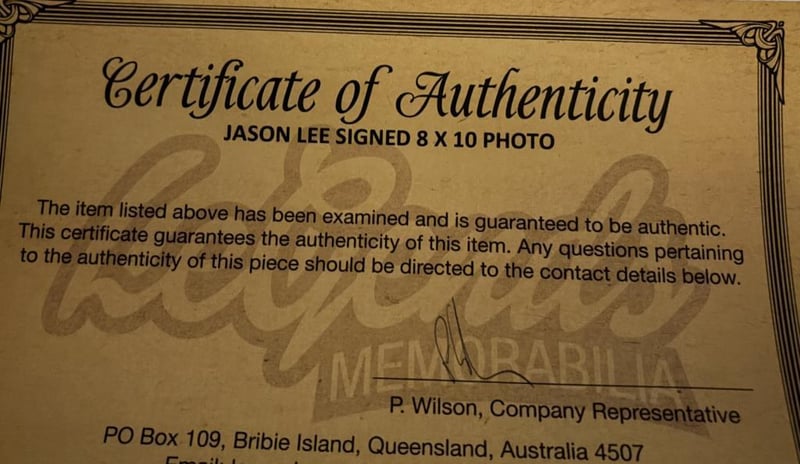 Certificate of Authenticity
JASON LEE SIGNED 8 X 10 PHOTO
Legends
MEMORABILIA
The item listed above has been examined and is guaranteed to be authentic.
This certificate guarantees the authenticity of this item. Any questions pertaining
to the authenticity of this piece should be directed to the contact details below.
P. Wilson, Company Representative
PO Box 109, Bribie Island, Queensland, Australia 4507